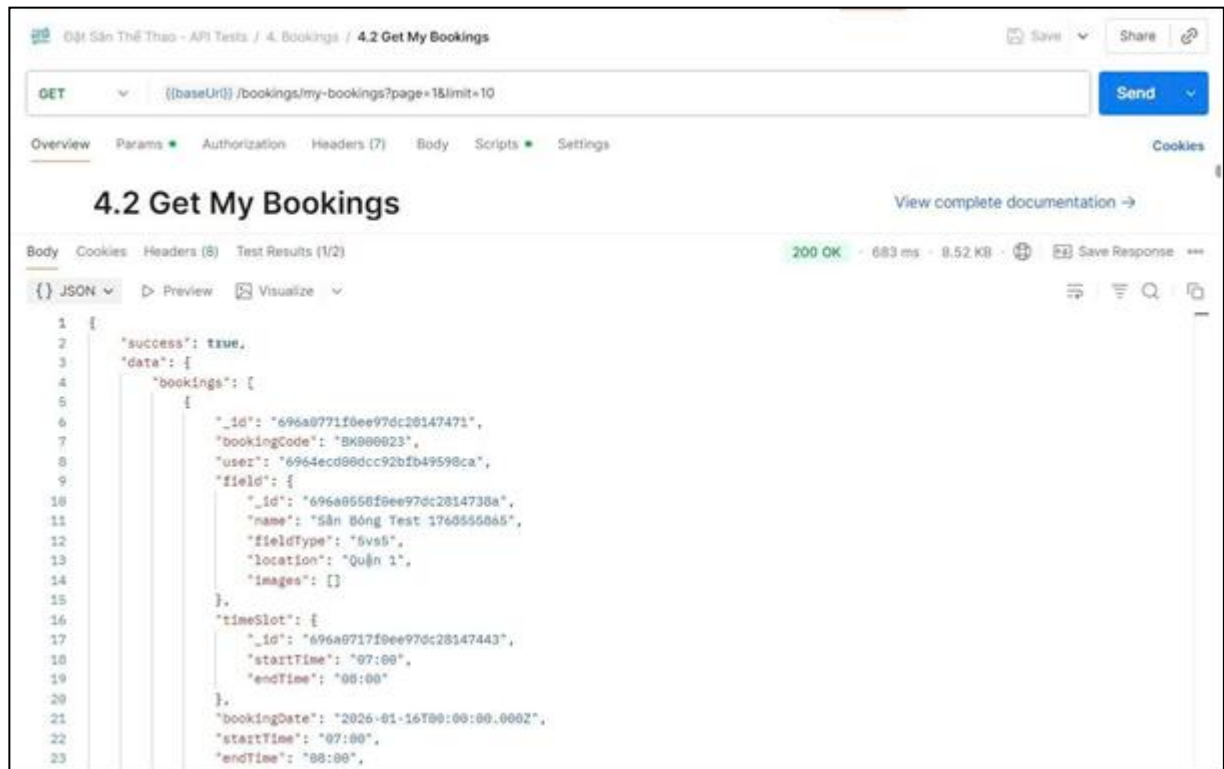 Đặt Sân Thể Thao - API Tests / 4. Bookings / 4.2 Get My Bookings
Save Share
GET {{baseUrl}} /bookings/my-bookings?page=1&limit=10 Send
Overview Params Authorization Headers (7) Body Scripts Settings Cookies
4.2 Get My Bookings View complete documentation →
Body Cookies Headers (8) Test Results (1/2) 200 OK · 683 ms · 8.52 KB · Save Response
{} JSON Preview Visualize
1 {
2 "success": true,
3 "data": {
4 "bookings": [
5 {
6 "_id": "696a0771f0ee97dc28147471",
7 "bookingCode": "BK000023",
8 "user": "6964ecd00dcc92bfb49598ca",
9 "field": {
10 "_id": "696a0558f0ee97dc2814738a",
11 "name": "Sân Bóng Test 1768555865",
12 "fieldType": "5vs5",
13 "location": "Quận 1",
14 "images": []
15 },
16 "timeSlot": {
17 "_id": "696a0717f0ee97dc28147443",
18 "startTime": "07:00",
19 "endTime": "08:00"
20 },
21 "bookingDate": "2026-01-16T00:00:00.000Z",
22 "startTime": "07:00",
23 "endTime": "08:00",